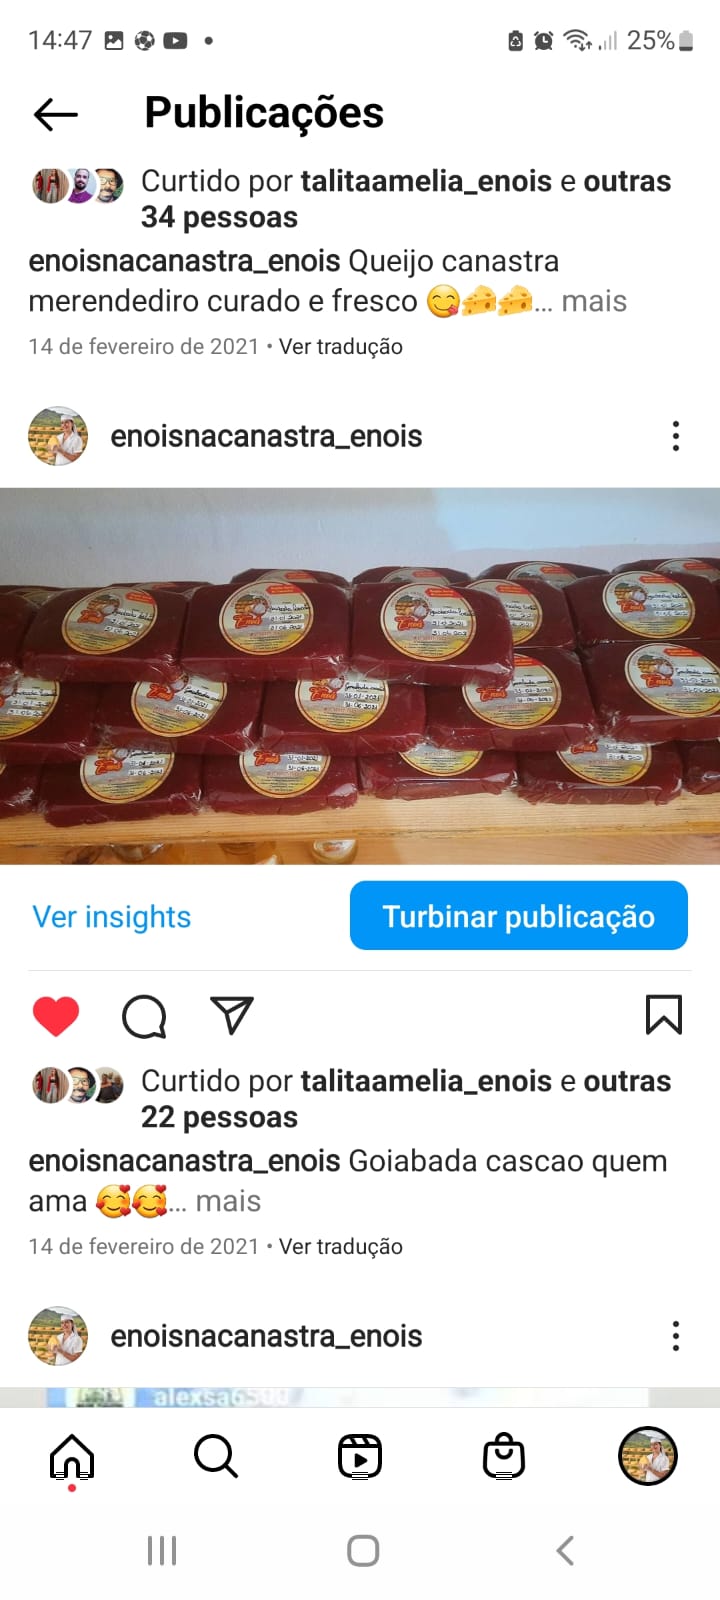 14:47
25%
Publicações
Curtido por talitaamelia_enois e outras
34 pessoas
enoisnacanastra_enois Queijo canastra
merendediro curado e fresco 😋🧀🧀... mais
14 de fevereiro de 2021 • Ver tradução
enoisnacanastra_enois
Ver insights
Turbinar publicação
Curtido por talitaamelia_enois e outras
22 pessoas
enoisnacanastra_enois Goiabada cascao quem
ama 🥰🥰... mais
14 de fevereiro de 2021 • Ver tradução
enoisnacanastra_enois